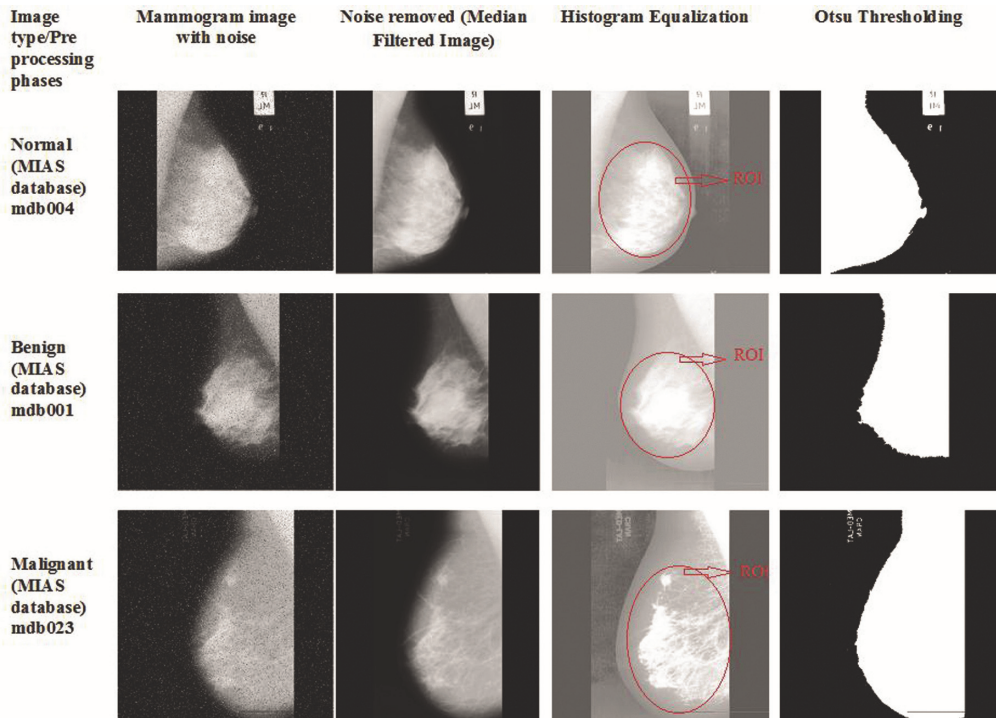 Image
type/Pre
processing
phases
Mammogram image
with noise
Noise removed (Median
Filtered Image)
Histogram Equalization
Otsu Thresholding
Normal
(MIAS
database)
mdb004
ROI
Benign
(MIAS
database)
mdb001
ROI
Malignant
(MIAS
database)
mdb023
ROI